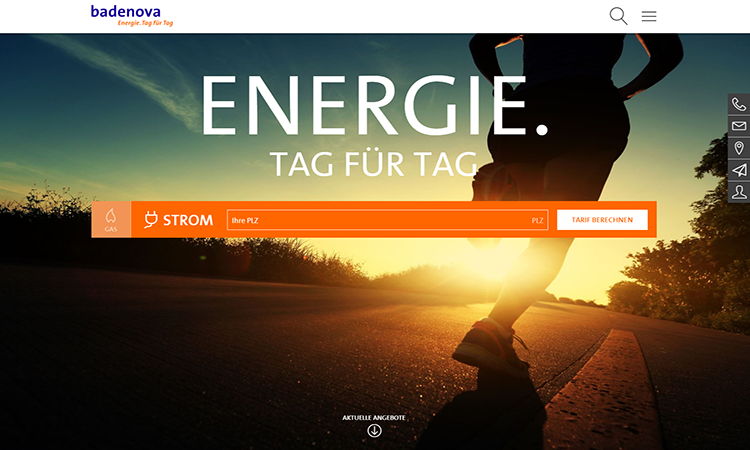 badenova
Energie. Tag für Tag
ENERGIE.
TAG FÜR TAG
GAS
STROM
Ihre PLZ
PLZ
TARIF BERECHNEN
AKTUELLE ANGEBOTE